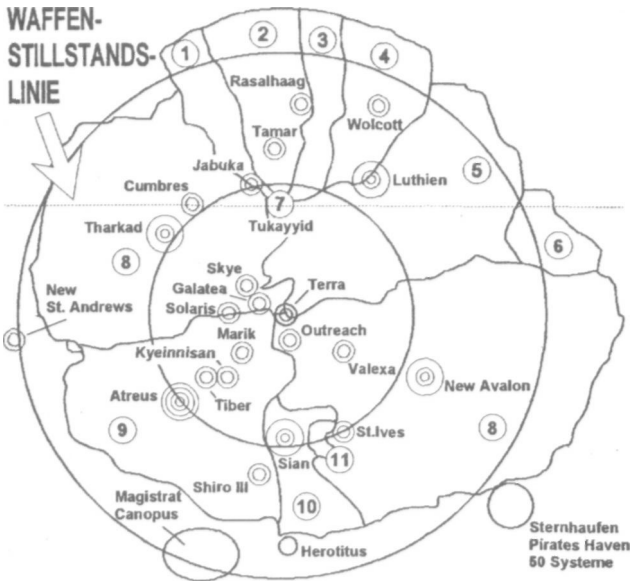 WAFFEN-
STILLSTANDS-
LINIE
1
2
3
4
Rasalhaag
Wolcott
Tamar
Jabuka
Luthien
5
Cumbres
7
Tukayyid
Tharkad
8
6
Skye
Galatea
Solaris
Terra
New
St. Andrews
Marik
Outreach
Kyeinnisan
Valexa
Atreus
Tiber
New Avalon
9
St.Ives
8
Sian
11
Shiro III
10
Magistrat
Canopus
Herotitus
Sternhaufen
Pirates Haven
50 Systeme